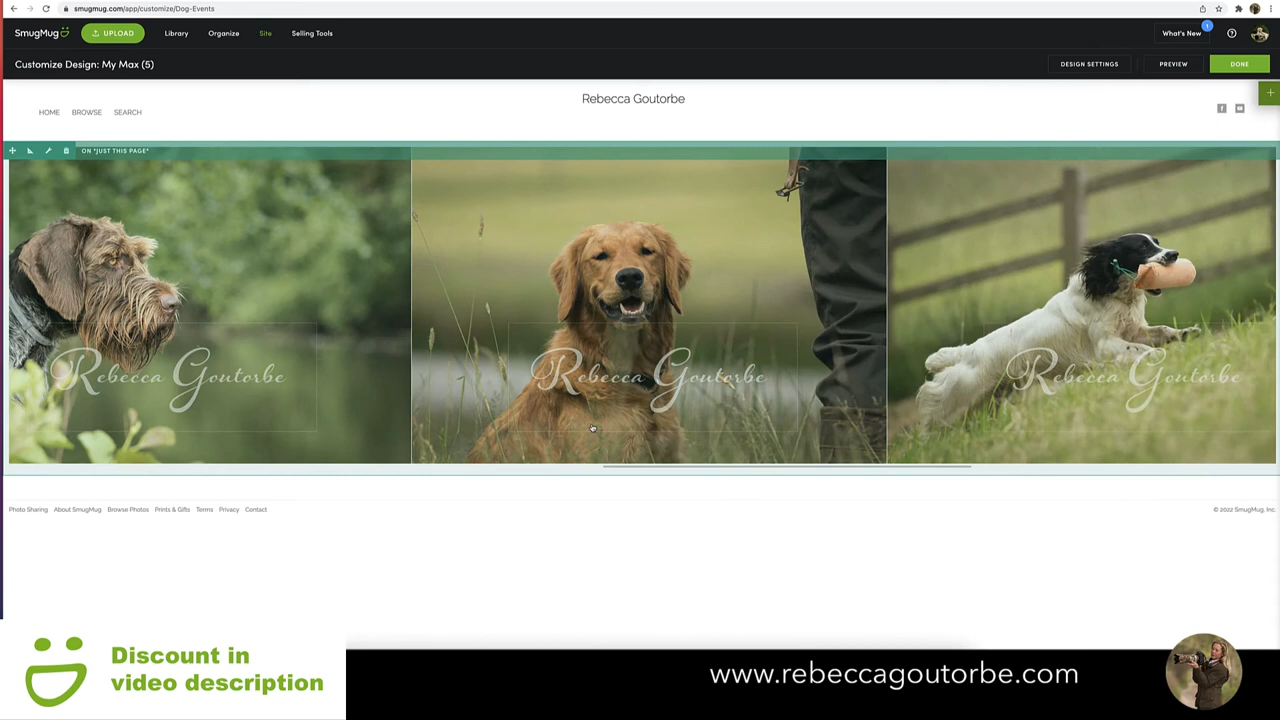 smugmug.com/app/customize/Dog-Events
SmugMug
UPLOAD
Library
Organize
Site
Selling Tools
What's New
1
Customize Design: My Max (5)
DESIGN SETTINGS
PREVIEW
DONE
Rebecca Goutorbe
HOME
BROWSE
SEARCH
ON "JUST THIS PAGE"
Rebecca Goutorbe
Rebecca Goutorbe
Rebecca Goutorbe
Photo Sharing About SmugMug Browse Photos Prints & Gifts Terms Privacy Contact
© 2022 SmugMug, Inc.
Discount in
video description
www.rebeccagoutorbe.com